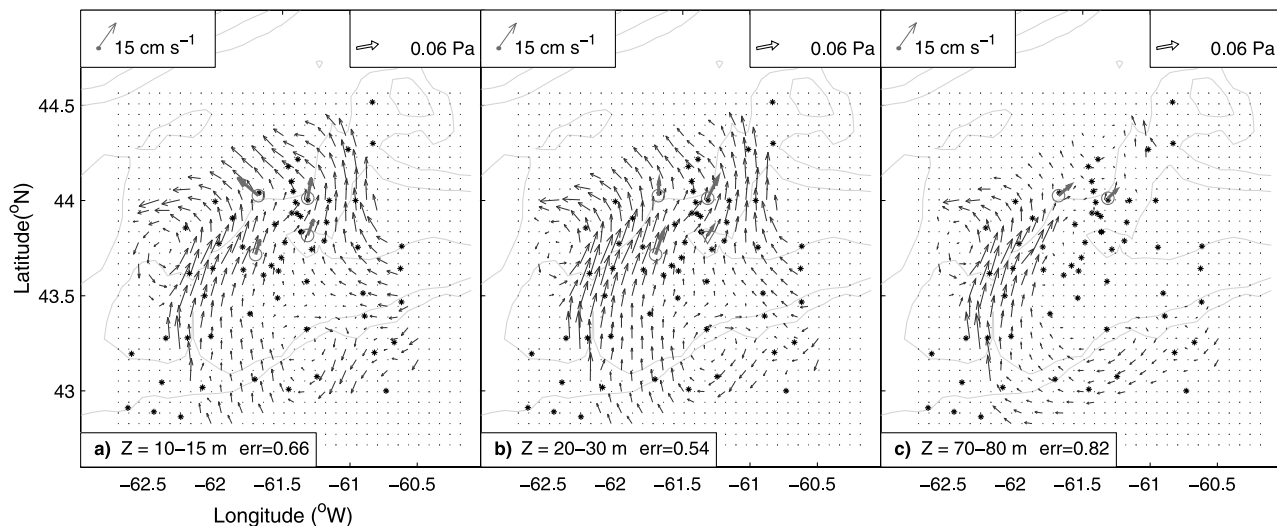 15 cm s⁻¹
0.06 Pa
15 cm s⁻¹
0.06 Pa
15 cm s⁻¹
0.06 Pa
Latitude(°N)
44.5
44
43.5
43
a) Z = 10−15 m err=0.66
b) Z = 20−30 m err=0.54
c) Z = 70−80 m err=0.82
−62.5 −62 −61.5 −61 −60.5
−62.5 −62 −61.5 −61 −60.5
−62.5 −62 −61.5 −61 −60.5
Longitude (°W)